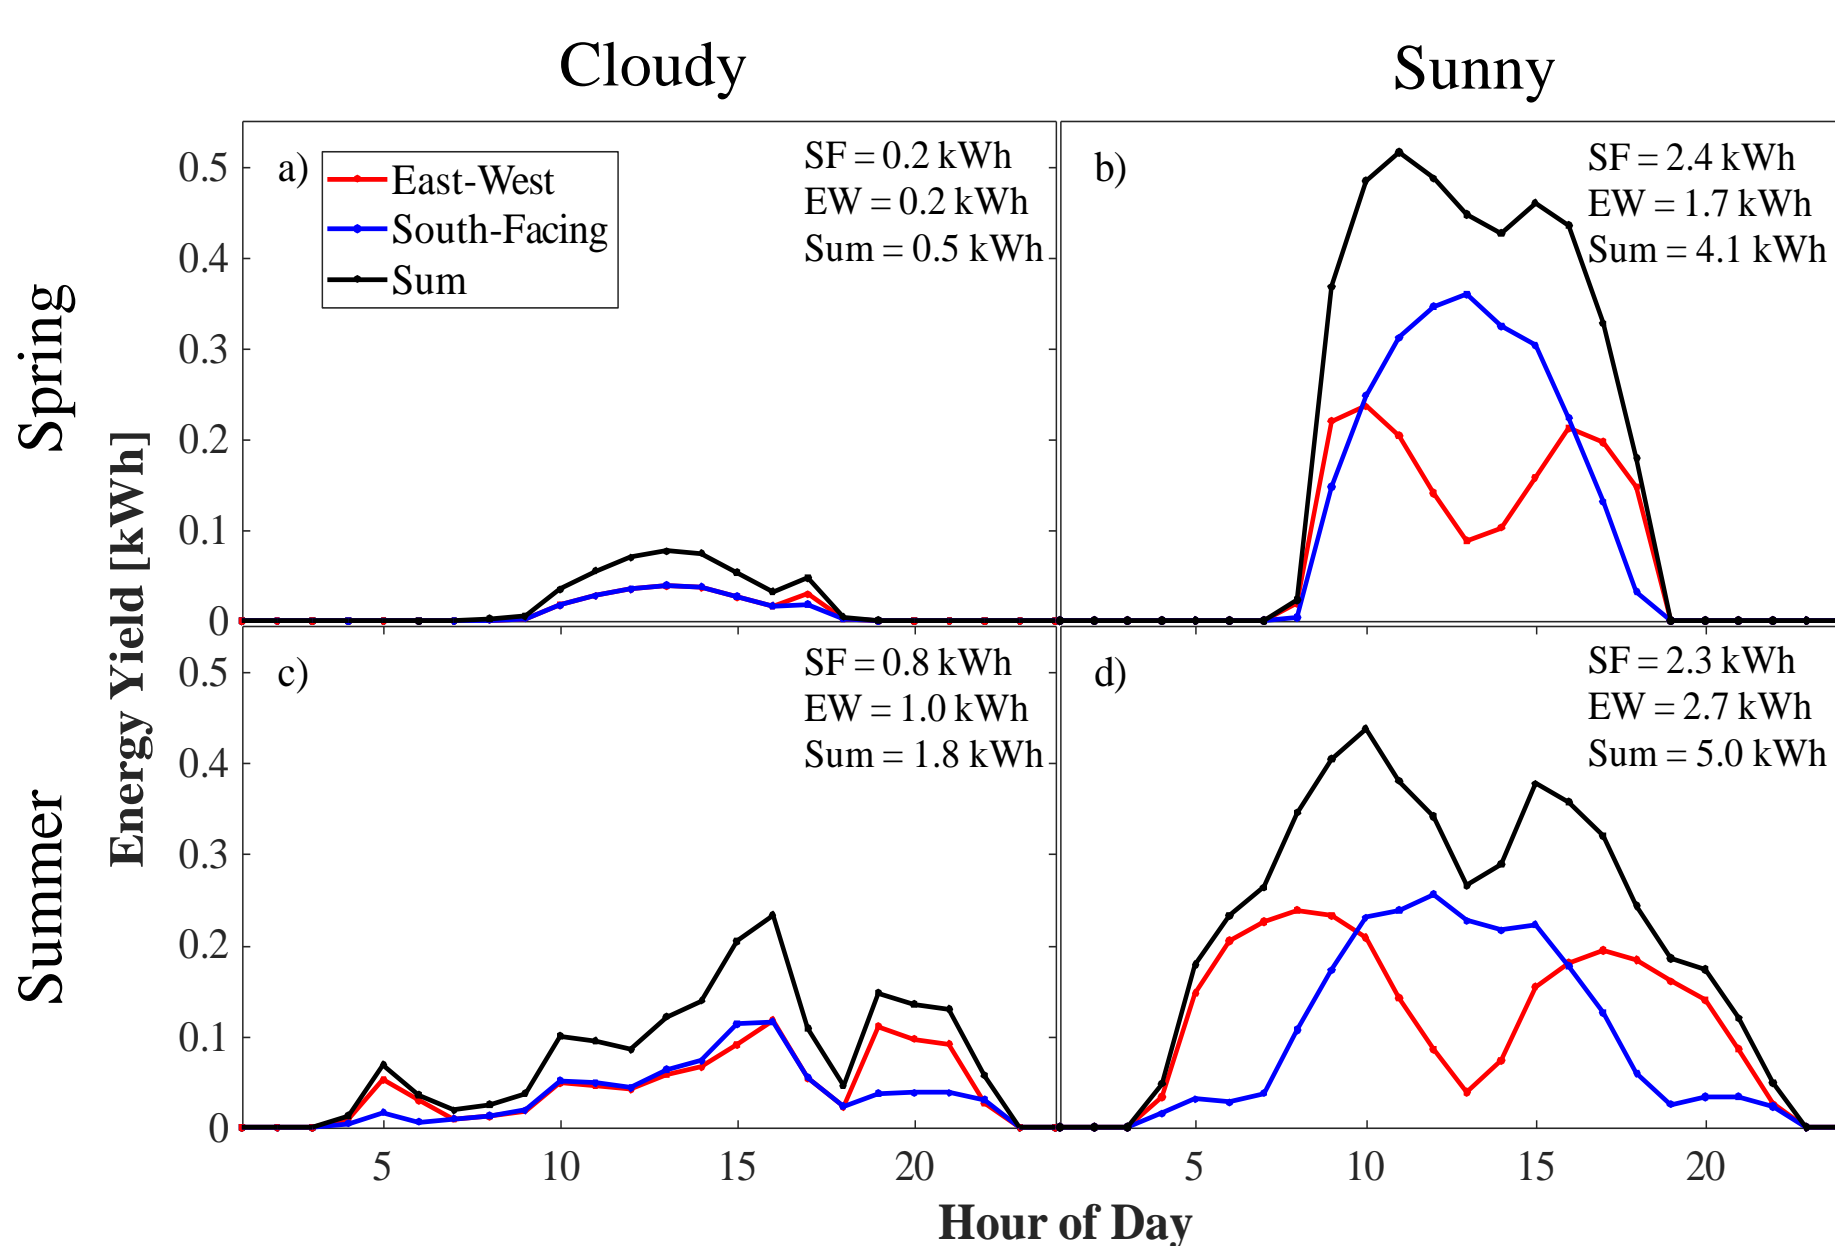 Cloudy
Sunny
Spring
Summer
Energy Yield [kWh]
a)
East-West
South-Facing
Sum
SF = 0.2 kWh
EW = 0.2 kWh
Sum = 0.5 kWh
0.5
0.4
0.3
0.2
0.1
0
b)
SF = 2.4 kWh
EW = 1.7 kWh
Sum = 4.1 kWh
c)
SF = 0.8 kWh
EW = 1.0 kWh
Sum = 1.8 kWh
0.5
0.4
0.3
0.2
0.1
0
5 10 15 20
d)
SF = 2.3 kWh
EW = 2.7 kWh
Sum = 5.0 kWh
5 10 15 20
Hour of Day